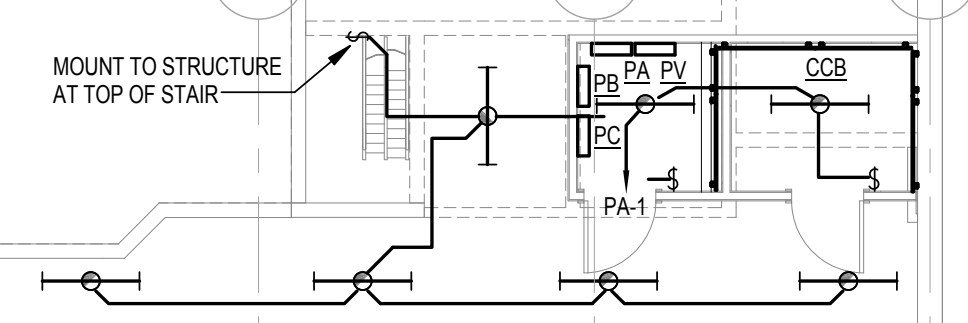 MOUNT TO STRUCTURE
AT TOP OF STAIR
PB
PA
PV
CCB
PC
$
$
PA-1